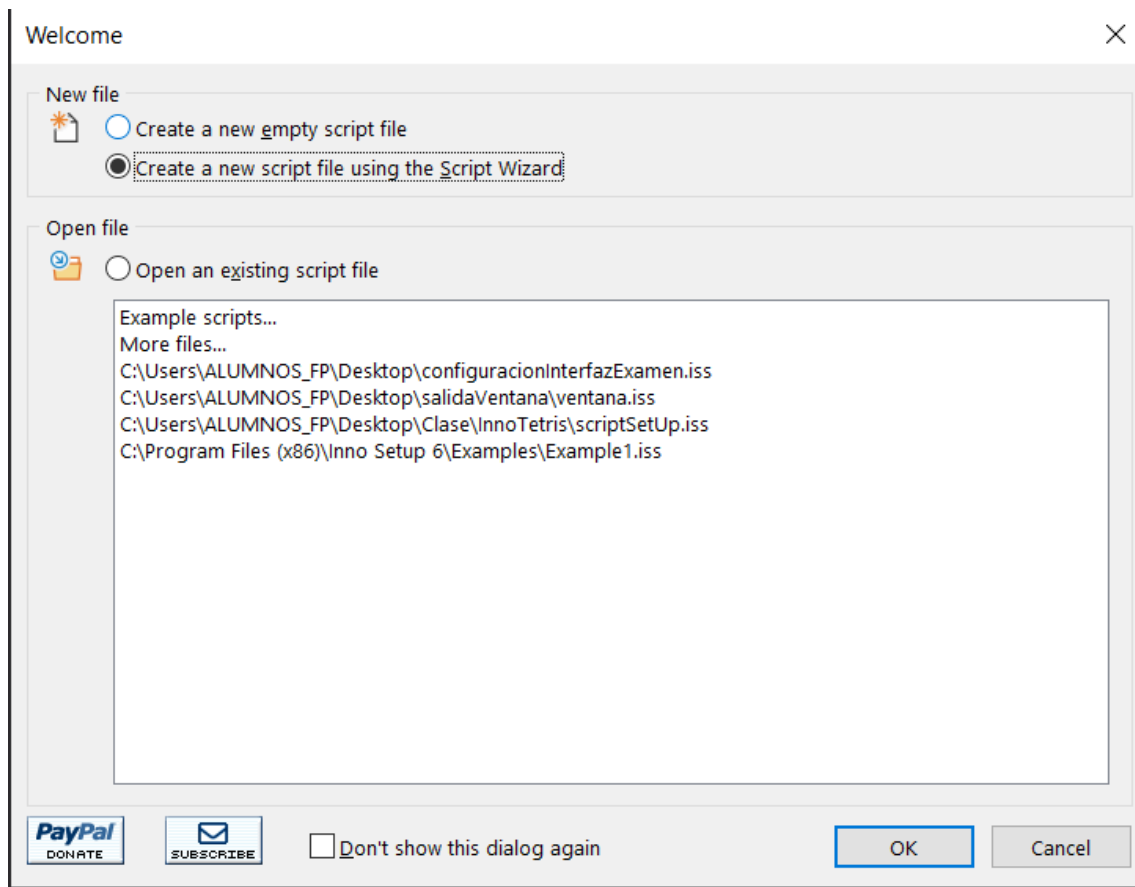 Welcome
New file
Create a new empty script file
Create a new script file using the Script Wizard
Open file
Open an existing script file
Example scripts...
More files...
C:\Users\ALUMNOS_FP\Desktop\configuracionInterfazExamen.iss
C:\Users\ALUMNOS_FP\Desktop\salidaVentana\ventana.iss
C:\Users\ALUMNOS_FP\Desktop\Clase\InnoTetris\scriptSetUp.iss
C:\Program Files (x86)\Inno Setup 6\Examples\Example1.iss
PayPal
DONATE
SUBSCRIBE
Don't show this dialog again
OK
Cancel